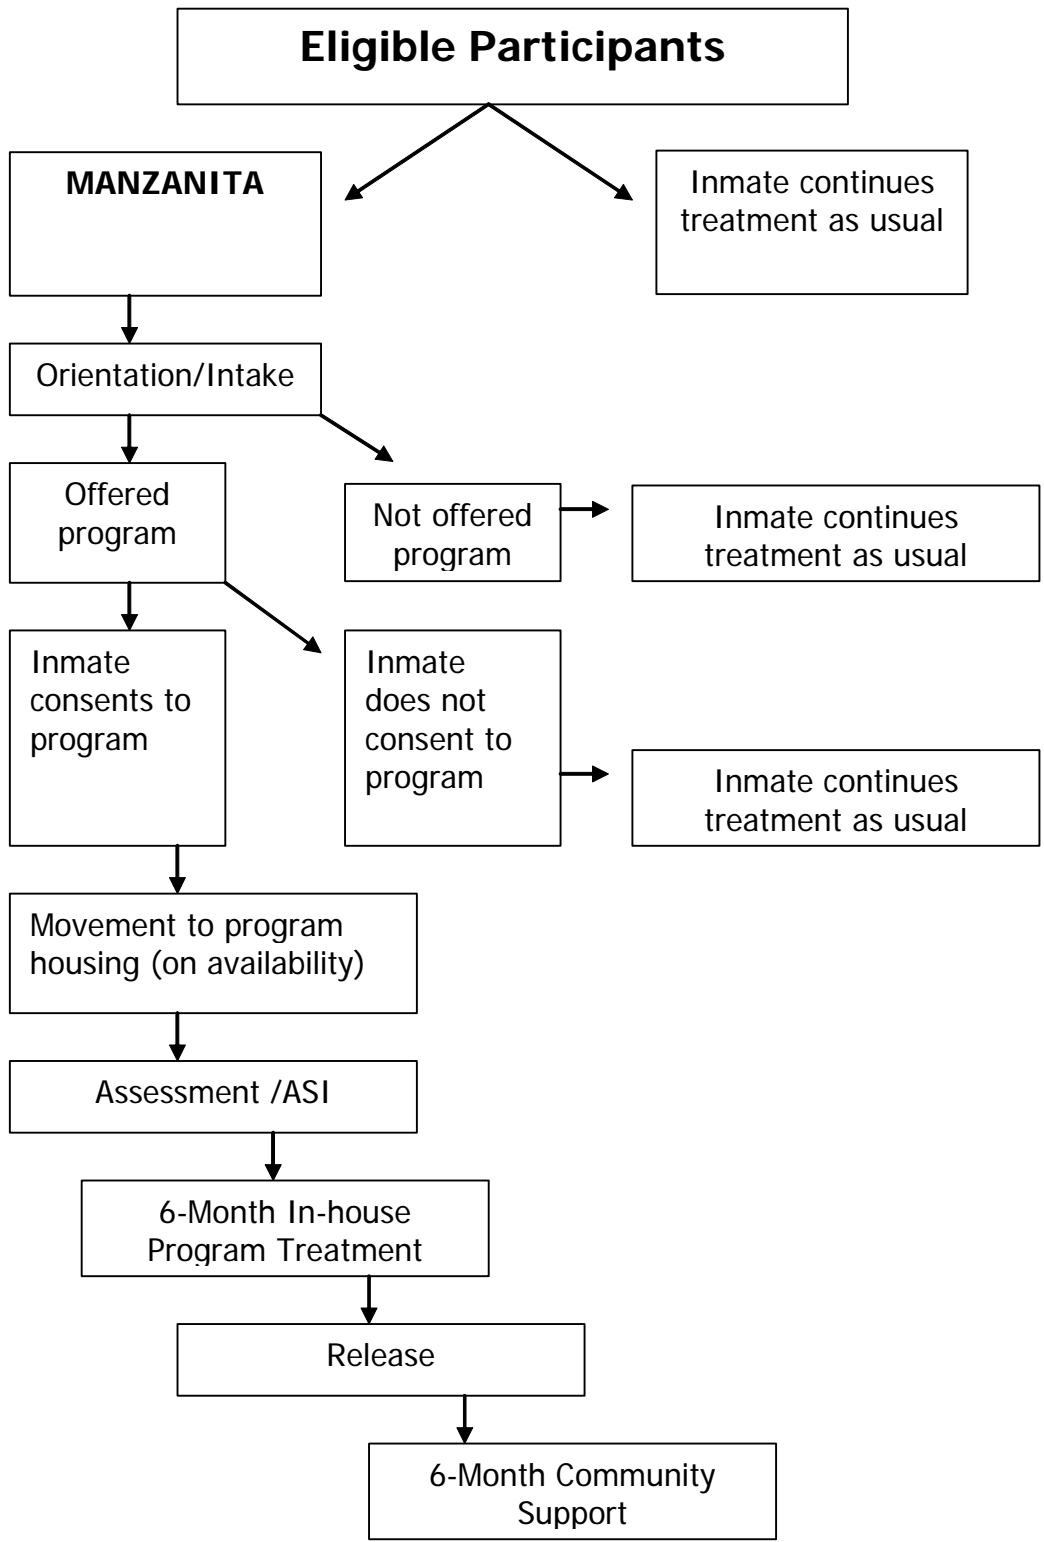 Eligible Participants
MANZANITA
Inmate continues
treatment as usual
Orientation/Intake
Offered
program
Not offered
program
Inmate continues
treatment as usual
Inmate
consents to
program
Inmate
does not
consent to
program
Inmate continues
treatment as usual
Movement to program
housing (on availability)
Assessment /ASI
6-Month In-house
Program Treatment
Release
6-Month Community
Support